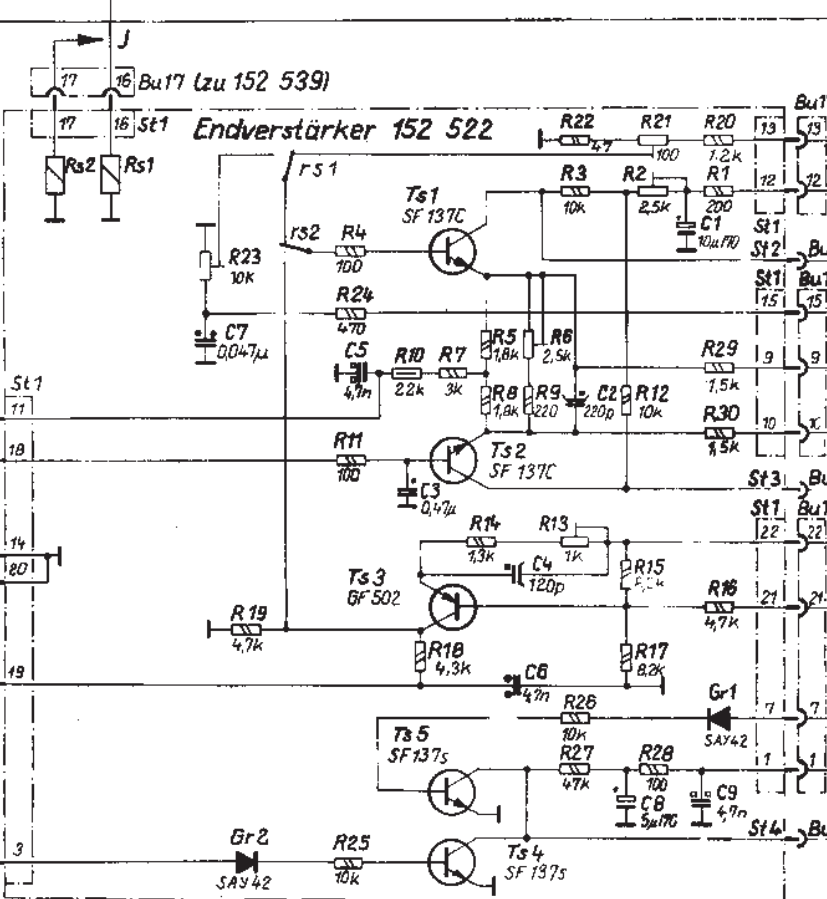 J
17 16 Bu17 (zu 152 539)
17 16 St1
Rs2 Rs1
Endverstärker 152 522
R22 R21 R20 13 Bu1 13
47 100 1.2k
rs1
Ts1
SF 137C
R3 R2 R1 12 12
10k 2,5k 200
C1
10µ/70
St1
St2 Bu
rs2 R4
100
R23
10K
St1 Bu1
R24 15 15
470
C7
0,047µ
C5 R10 R7
4,7n 22k 3k
R5 R6
1,8k 2,5k
R29 9 9
1,5k
St1
11
R8 R9 C2 R12
1,8k 220 220p 10k
R30 10
1,5k
18
R11
100
Ts2
SF 137C
C3
0,47µ
St3 Bu
St1 Bu1
R14 R13 22 22
1,3k 1k
14
20
C4
120p
R15
Ts3
GF 502
R16 21 21
4,7k
R19
4,7k
R18
4,3k
R17
8,2k
19
C6
4,7n
Gr1
SAY42
7 7
R26
10k
Ts5
SF137s
R27 R28 1 1
47k 100
C8
C9
4,7n
St4 Bu
3
Gr2
SAY42
R25
10k
Ts4
SF 137s